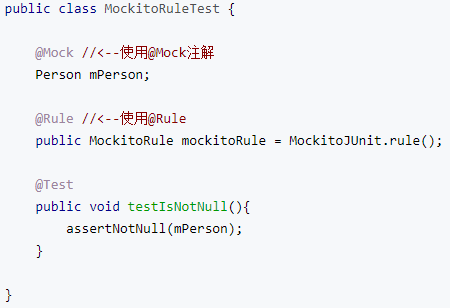 public class MockitoRuleTest {
@Mock //<--使用@Mock注解
Person mPerson;
@Rule //<--使用@Rule
public MockitoRule mockitoRule = MockitoJUnit.rule();
@Test
public void testIsNotNull(){
assertNotNull(mPerson);
}
}